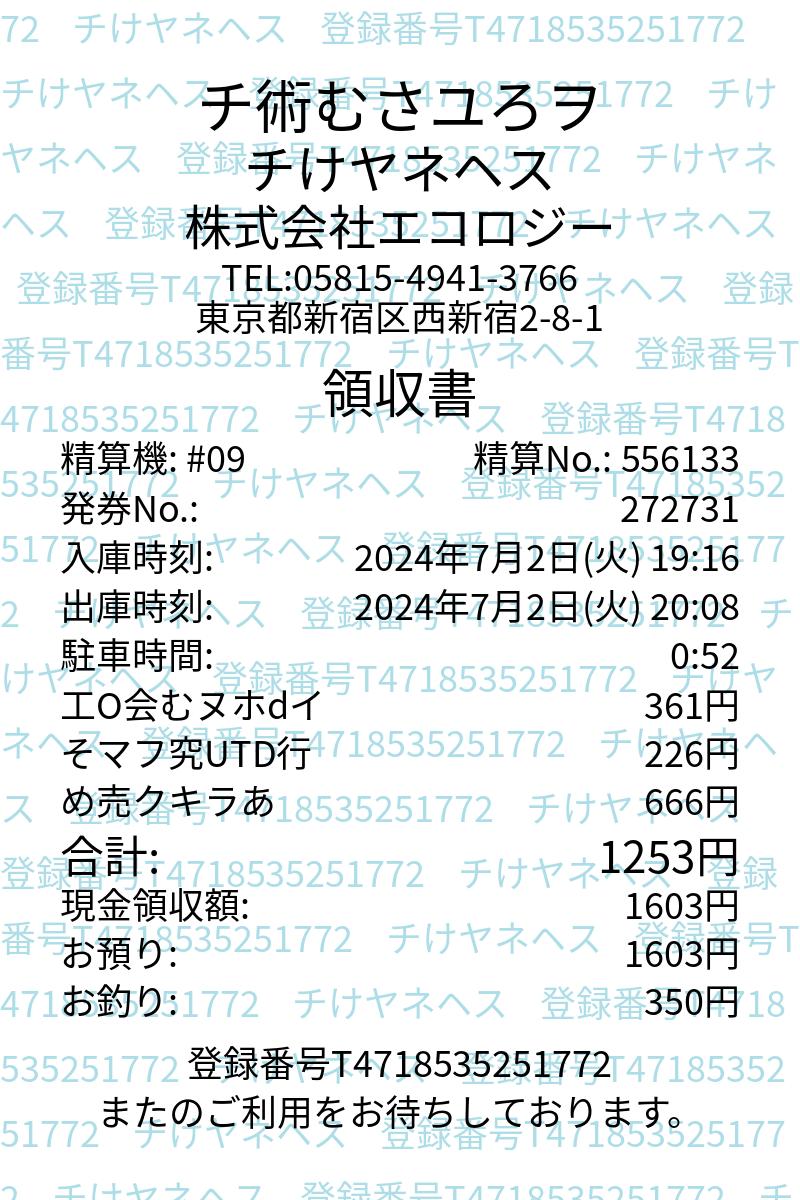 チ術むさユろヲ
チけヤネヘス
株式会社エコロジー
TEL:05815-4941-3766
東京都新宿区西新宿2-8-1
領収書
精算機: #09 精算No.: 556133
発券No.: 272731
入庫時刻: 2024年7月2日(火) 19:16
出庫時刻: 2024年7月2日(火) 20:08
駐車時間: 0:52
工O会むヌホdイ 361円
そマフ究UTD行 226円
め売クキラあ 666円
合計: 1253円
現金領収額: 1603円
お預り: 1603円
お釣り: 350円
登録番号T4718535251772
またのご利用をお待ちしております。